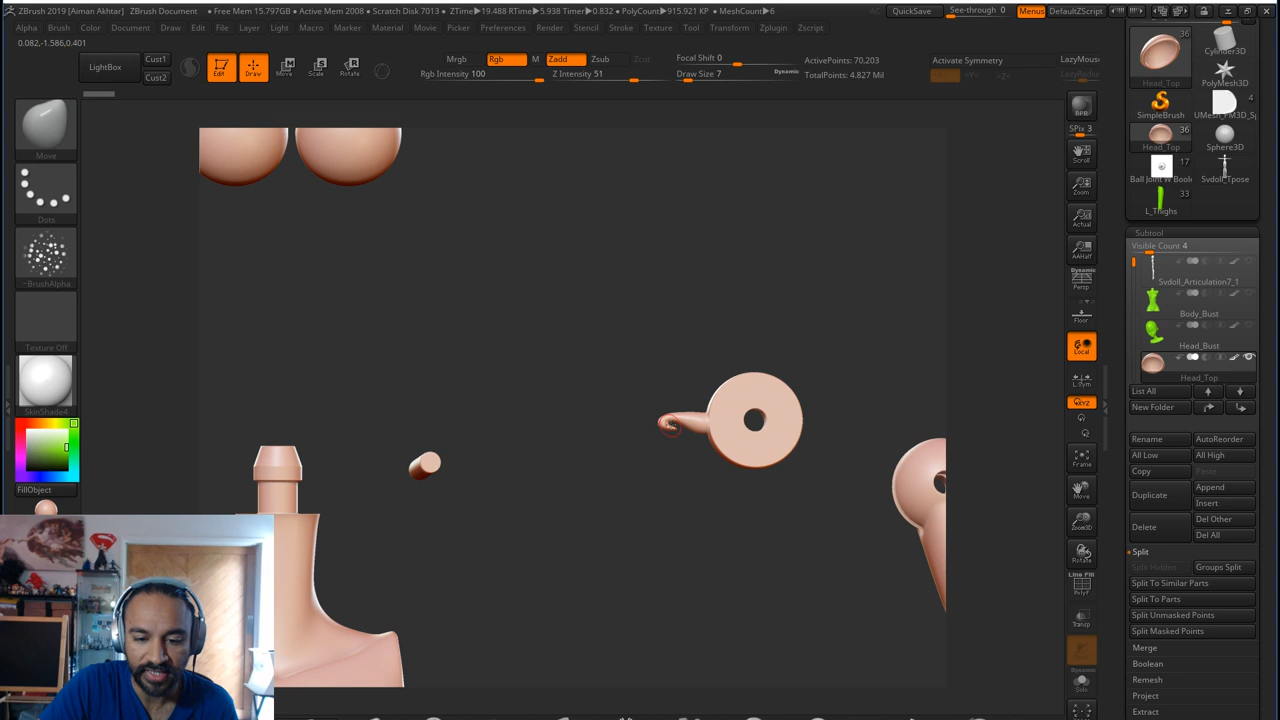 ZBrush 2019 [Aiman Akhtar] ZBrush Document • Free Mem 15.797GB • Active Mem 2008 • Scratch Disk 7013 • ZTime▸19.488 RTime▸5.938 Timer▸0.832 • PolyCount▸915.921 KP • MeshCount▸6 QuickSave See-through 0 Menus DefaultZScript
Alpha Brush Color Document Draw Edit File Layer Light Macro Marker Material Movie Picker Preferences Render Stencil Stroke Texture Tool Transform Zplugin Zscript
0.082,-1.586,0.401
LightBox Cust1 Cust2 Edit Draw Move Scale Rotate
Mrgb Rgb M Zadd Zsub Zcut
Rgb Intensity 100 Z Intensity 51
Focal Shift 0
Draw Size 7 Dynamic
ActivePoints: 70,203
TotalPoints: 4.827 Mil
Activate Symmetry
LazyMouse
LazyRadius
Move
Dots
~BrushAlpha
Texture Off
SkinShade4
FillObject
BPR
SPix 3
Scroll
Zoom
Actual
AAHalf
Dynamic
Persp
Floor
Local
L.Sym
XYZ
Frame
Move
Zoom3D
Rotate
Line Fill
PolyF
Transp
Dynamic
Solo
36
Head_Top
Cylinder3D
PolyMesh3D
SimpleBrush
4
UMesh_PM3D_Sp
36
Head_Top
Sphere3D
17
Ball Joint W Boole
Svdoll_Tpose
33
L_Thighs
Subtool
Visible Count 4
Svdoll_Articulation7_1
Body_Bust
Head_Bust
Head_Top
List All
New Folder
Rename AutoReorder
All Low All High
Copy Paste
Duplicate Append
Insert
Delete Del Other
Del All
Split
Split Hidden Groups Split
Split To Similar Parts
Split To Parts
Split Unmasked Points
Split Masked Points
Merge
Boolean
Remesh
Project
Extract